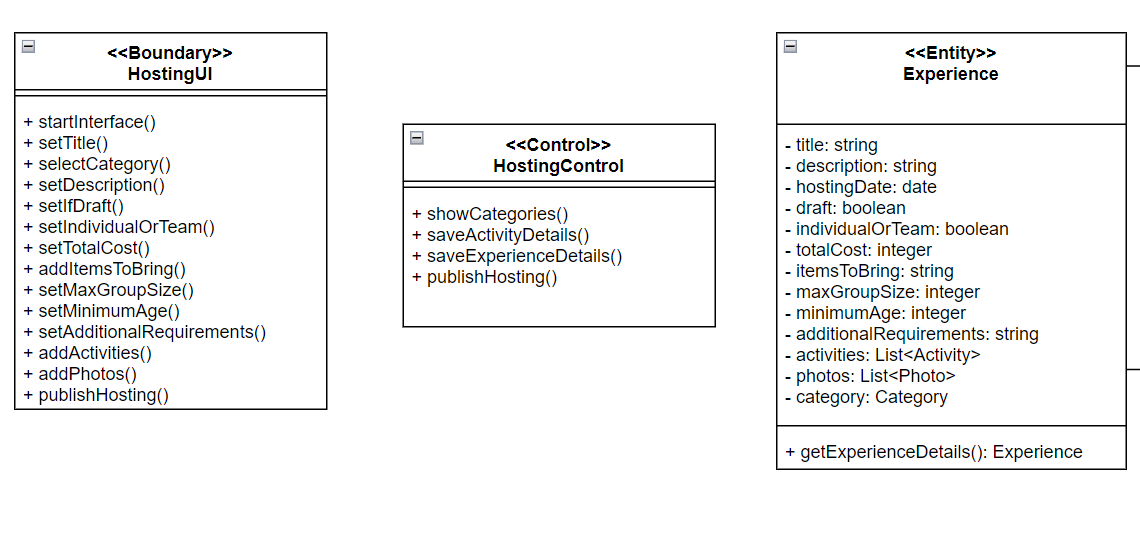 <<Boundary>>
HostingUI
+ startInterface()
+ setTitle()
+ selectCategory()
+ setDescription()
+ setIfDraft()
+ setIndividualOrTeam()
+ setTotalCost()
+ addItemsToBring()
+ setMaxGroupSize()
+ setMinimumAge()
+ setAdditionalRequirements()
+ addActivities()
+ addPhotos()
+ publishHosting()
<<Control>>
HostingControl
+ showCategories()
+ saveActivityDetails()
+ saveExperienceDetails()
+ publishHosting()
<<Entity>>
Experience
- title: string
- description: string
- hostingDate: date
- draft: boolean
- individualOrTeam: boolean
- totalCost: integer
- itemsToBring: string
- maxGroupSize: integer
- minimumAge: integer
- additionalRequirements: string
- activities: List<Activity>
- photos: List<Photo>
- category: Category
+ getExperienceDetails(): Experience